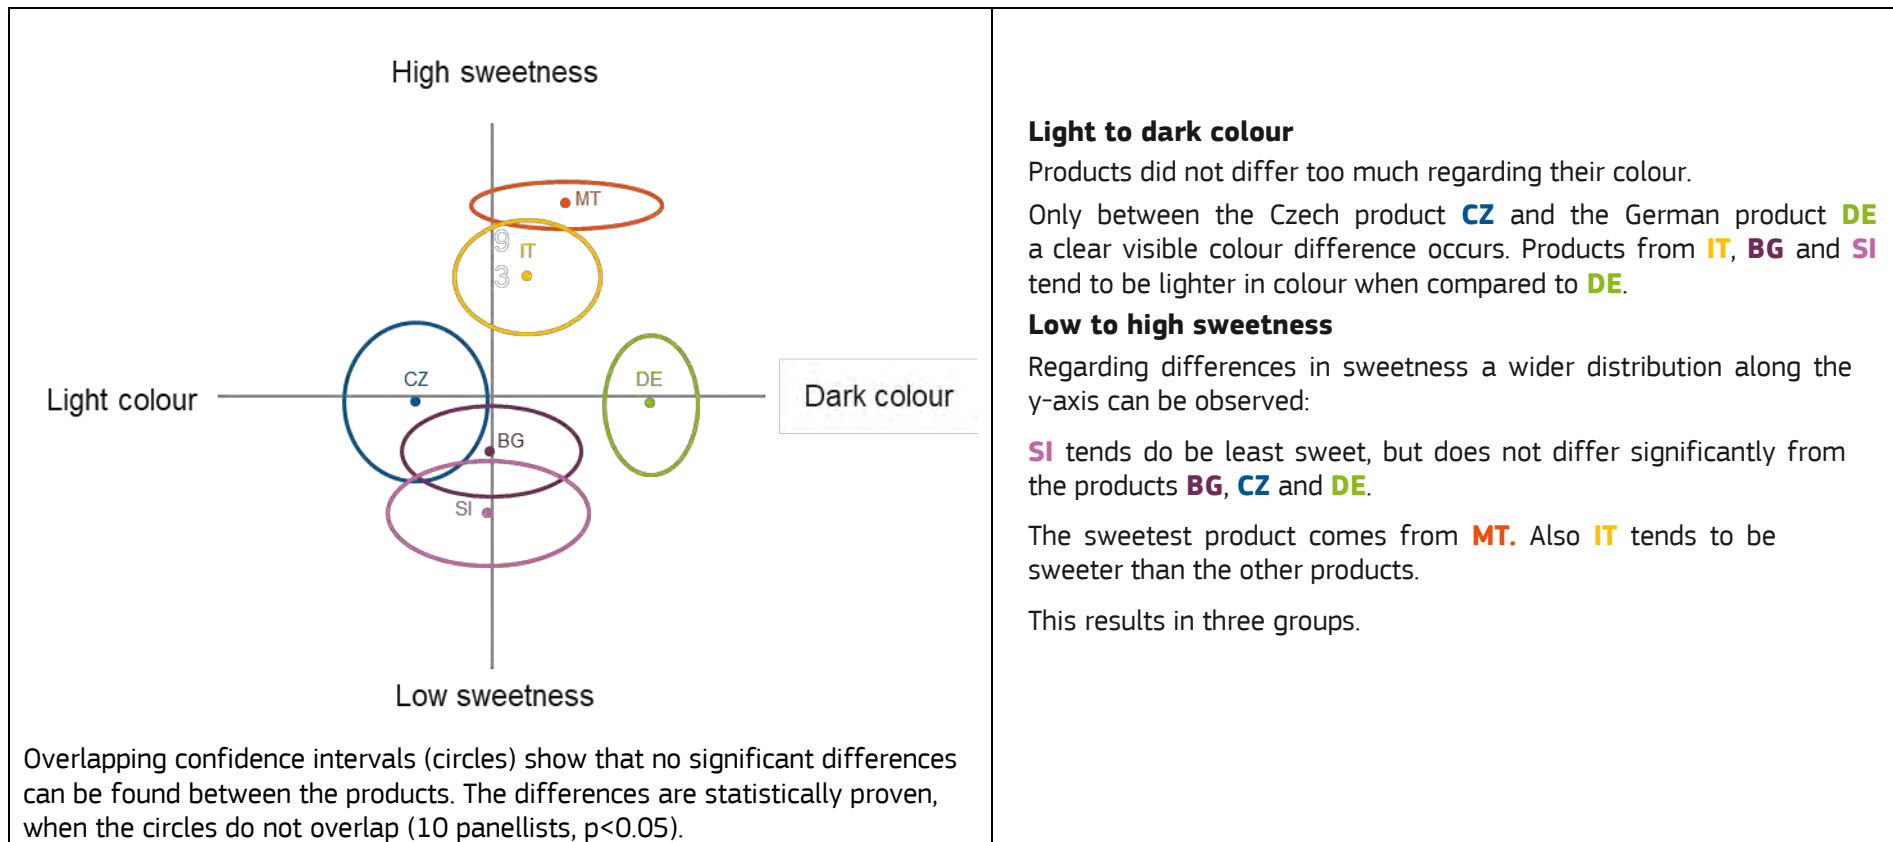 High sweetness
MT
9
IT
3
CZ
DE
Light colour
Dark colour
BG
SI
Low sweetness
Overlapping confidence intervals (circles) show that no significant differences
can be found between the products. The differences are statistically proven,
when the circles do not overlap (10 panellists, p<0.05).
Light to dark colour
Products did not differ too much regarding their colour.
Only between the Czech product CZ and the German product DE
a clear visible colour difference occurs. Products from IT, BG and SI
tend to be lighter in colour when compared to DE.
Low to high sweetness
Regarding differences in sweetness a wider distribution along the
y-axis can be observed:
SI tends do be least sweet, but does not differ significantly from
the products BG, CZ and DE.
The sweetest product comes from MT. Also IT tends to be
sweeter than the other products.
This results in three groups.